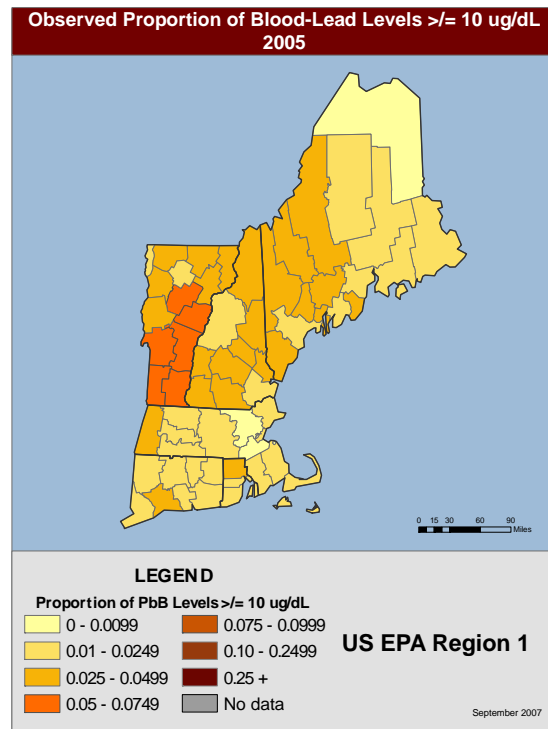 Observed Proportion of Blood-Lead Levels >/= 10 ug/dL
2005
0 15 30 60 90
Miles
LEGEND
Proportion of PbB Levels >/= 10 ug/dL
0 - 0.0099
0.01 - 0.0249
0.025 - 0.0499
0.05 - 0.0749
0.075 - 0.0999
0.10 - 0.2499
0.25 +
No data
US EPA Region 1
September 2007